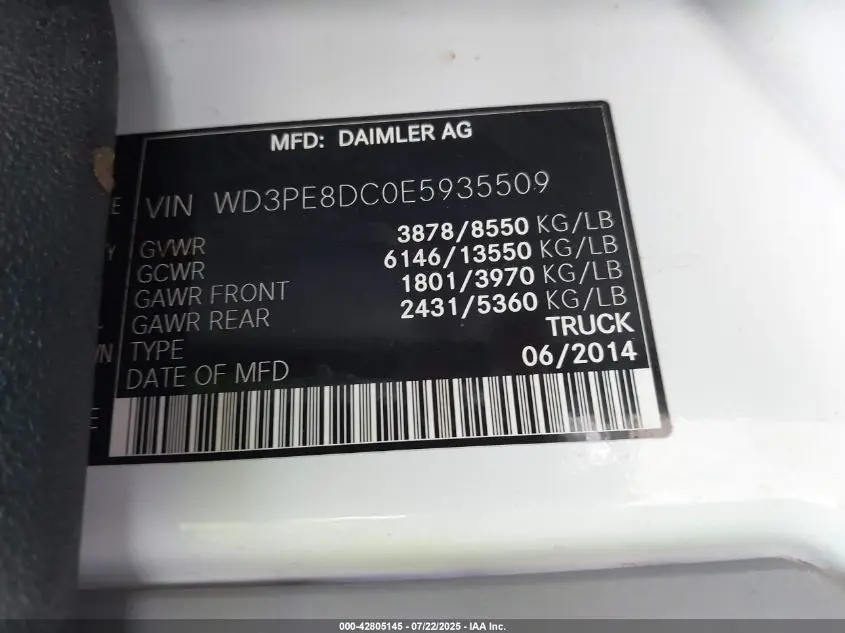 MFD: DAIMLER AG
VIN WD3PE8DC0E5935509
GVWR 3878/8550 KG/LB
GCWR 6146/13550 KG/LB
GAWR FRONT 1801/3970 KG/LB
GAWR REAR 2431/5360 KG/LB
TYPE TRUCK
DATE OF MFD 06/2014
000-42805145 - 07/22/2025 - IAA Inc.